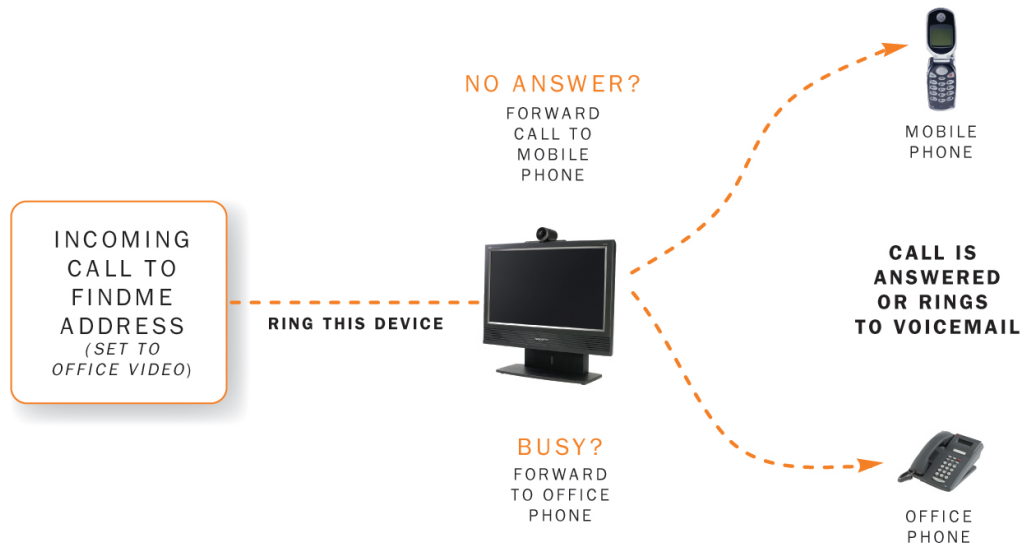 NO ANSWER?
FORWARD
CALL TO
MOBILE
PHONE
MOBILE
PHONE
INCOMING
CALL TO
FINDME
ADDRESS
(SET TO
OFFICE VIDEO)
RING THIS DEVICE
CALL IS
ANSWERED
OR RINGS
TO VOICEMAIL
BUSY?
FORWARD
TO OFFICE
PHONE
OFFICE
PHONE